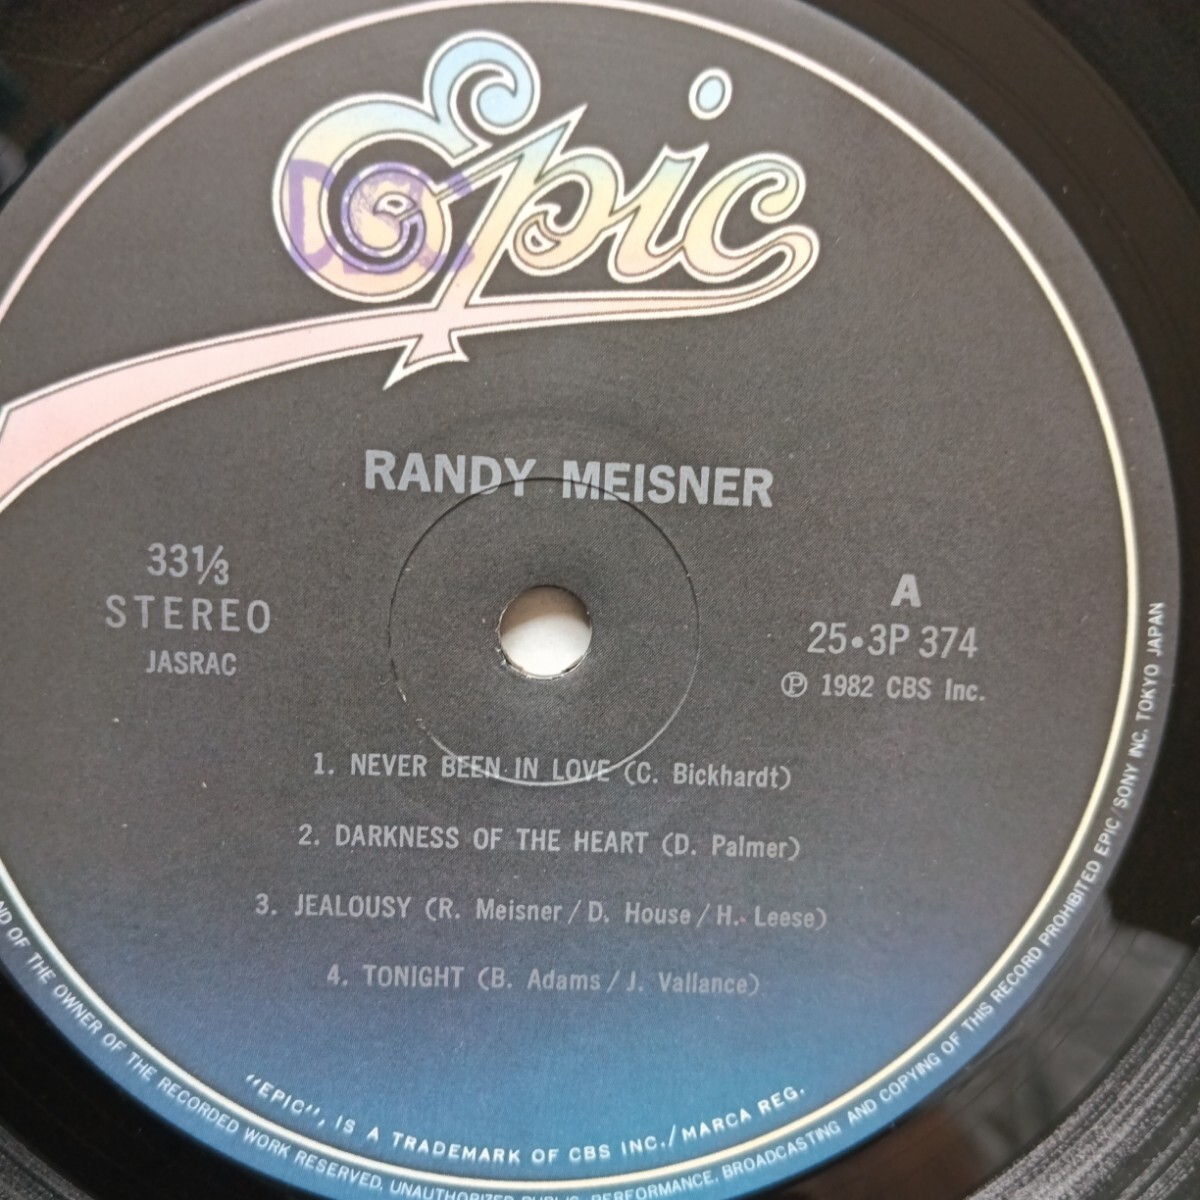 Epic
RANDY MEISNER
33⅓
STEREO
JASRAC
A
25•3P 374
Ⓟ 1982 CBS Inc.
1. NEVER BEEN IN LOVE (C. Bickhardt)
2. DARKNESS OF THE HEART (D. Palmer)
3. JEALOUSY (R. Meisner/D. House/H. Leese)
4. TONIGHT (B. Adams/J. Vallance)
"EPIC", IS A TRADEMARK OF CBS INC./MARCA REG.
OF THE OWNER OF THE RECORDED WORK RESERVED. UNAUTHORIZED PUBLIC PERFORMANCE, BROADCASTING AND COPYING OF THIS RECORD PROHIBITED EPIC/SONY INC. TOKYO JAPAN